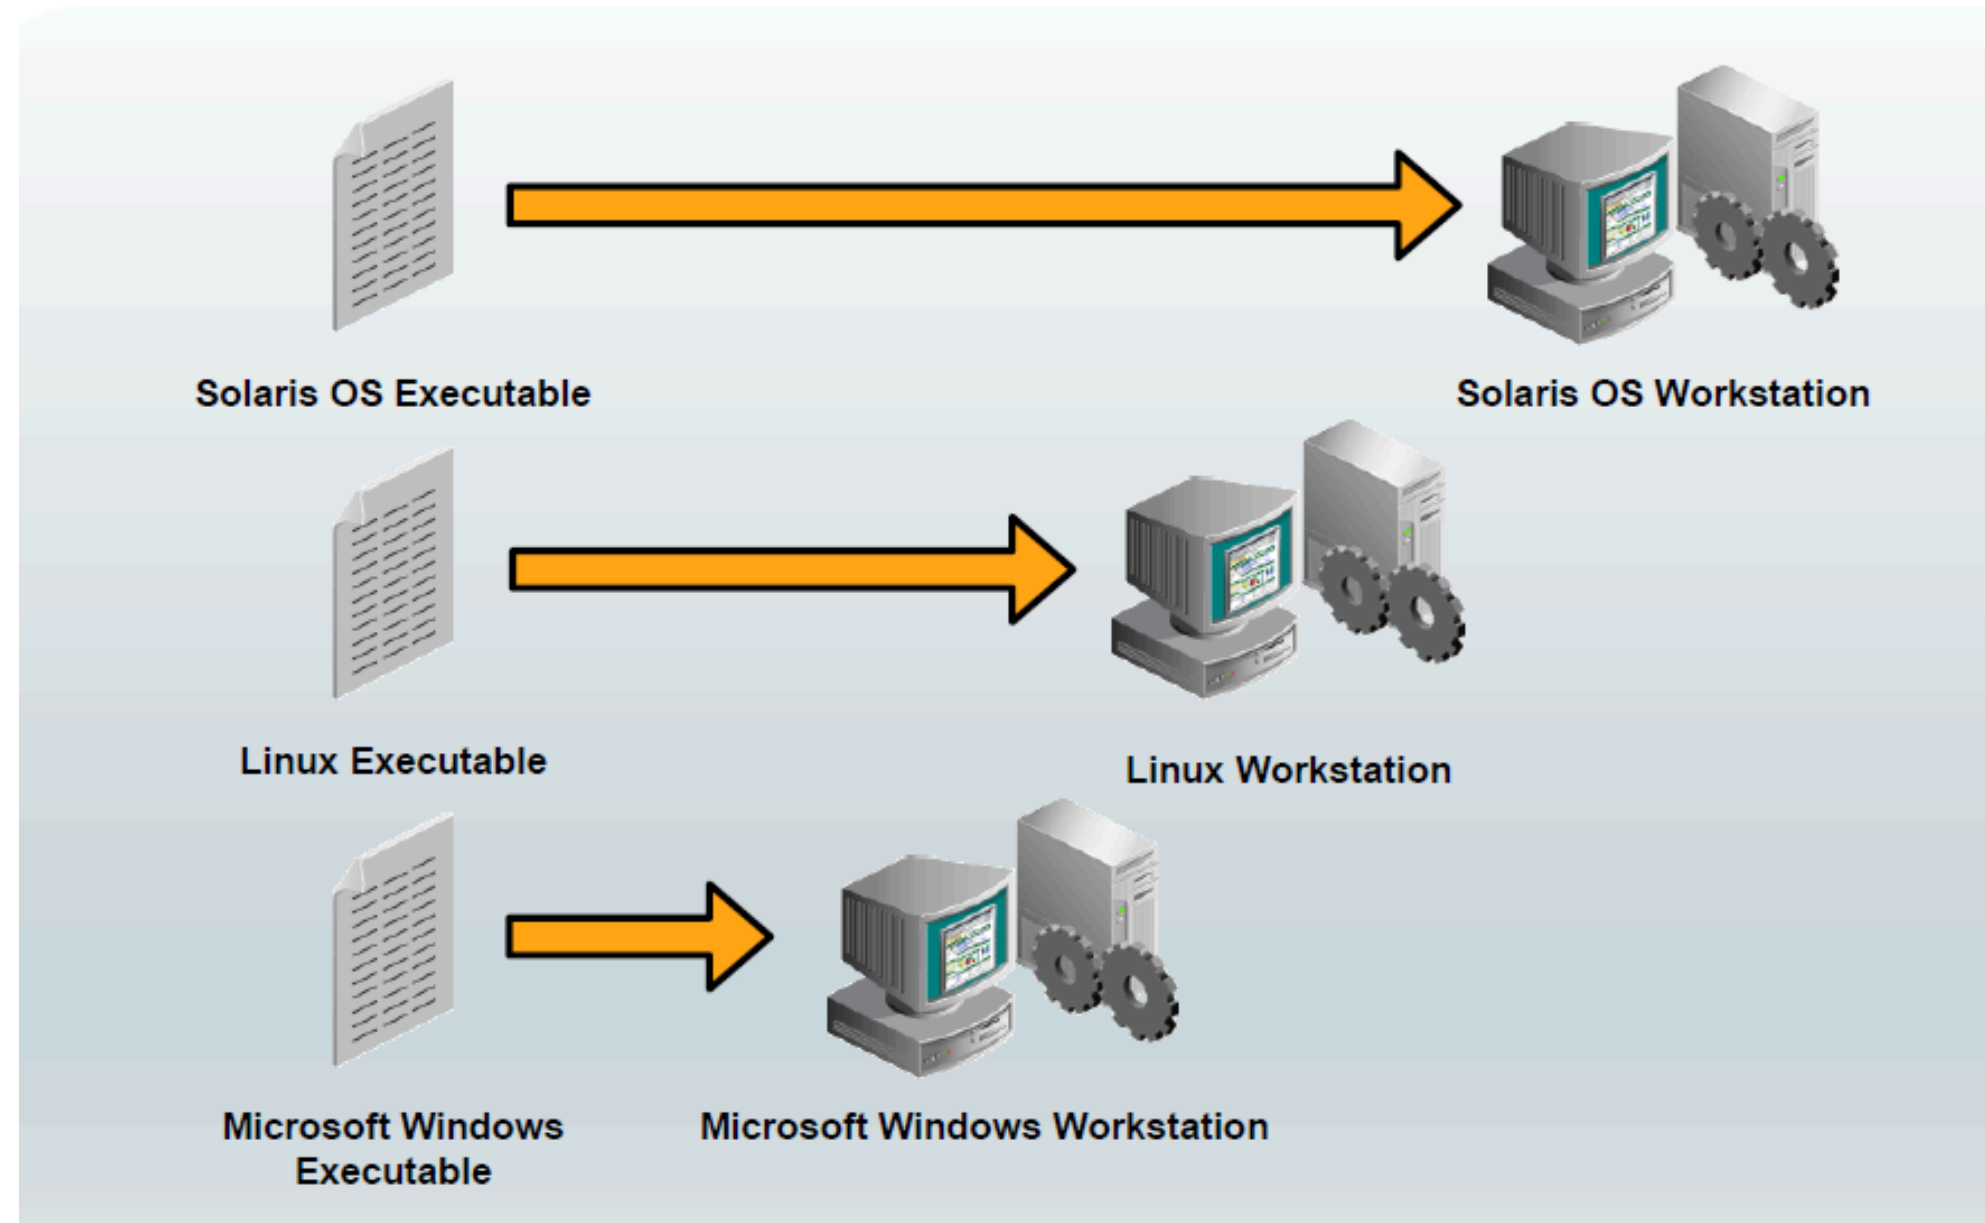 Solaris OS Executable
Solaris OS Workstation
Linux Executable
Linux Workstation
Microsoft Windows
Executable
Microsoft Windows Workstation